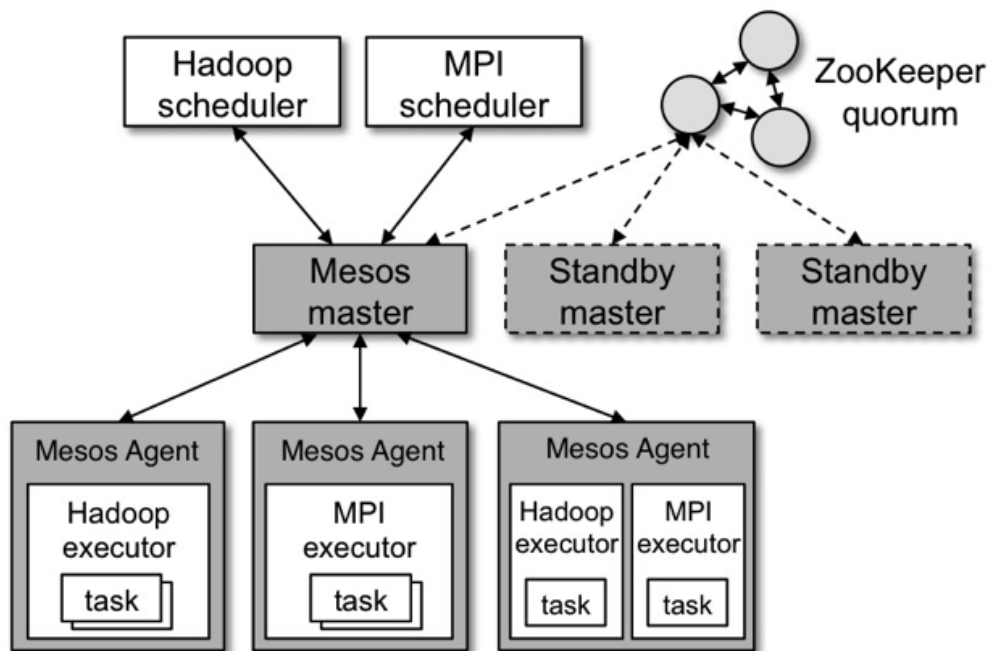 Hadoop
scheduler
MPI
scheduler
ZooKeeper
quorum
Mesos
master
Standby
master
Standby
master
Mesos Agent
Hadoop
executor
task
Mesos Agent
MPI
executor
task
Mesos Agent
Hadoop
executor
task
MPI
executor
task